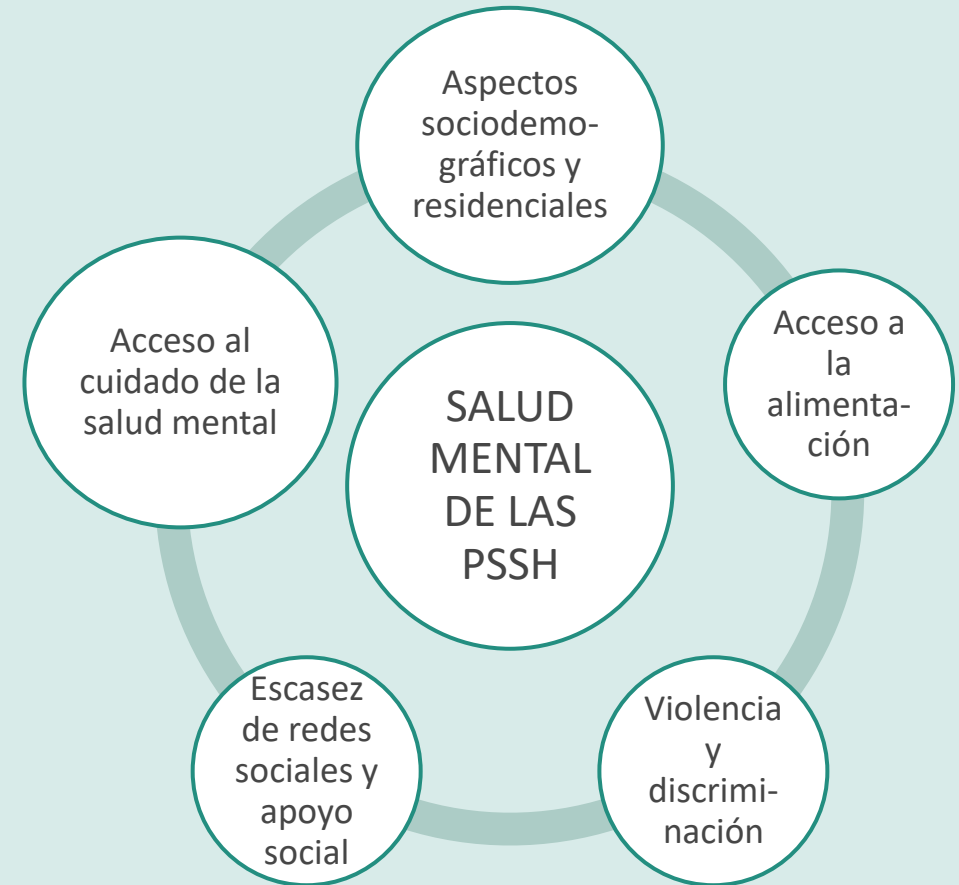 Aspectos
sociodemo-
gráficos y
residenciales
Acceso a
la
alimenta-
ción
Violencia
y
discrimi-
nación
Escasez
de redes
sociales y
apoyo
social
Acceso al
cuidado de la
salud mental
SALUD
MENTAL
DE LAS
PSSH